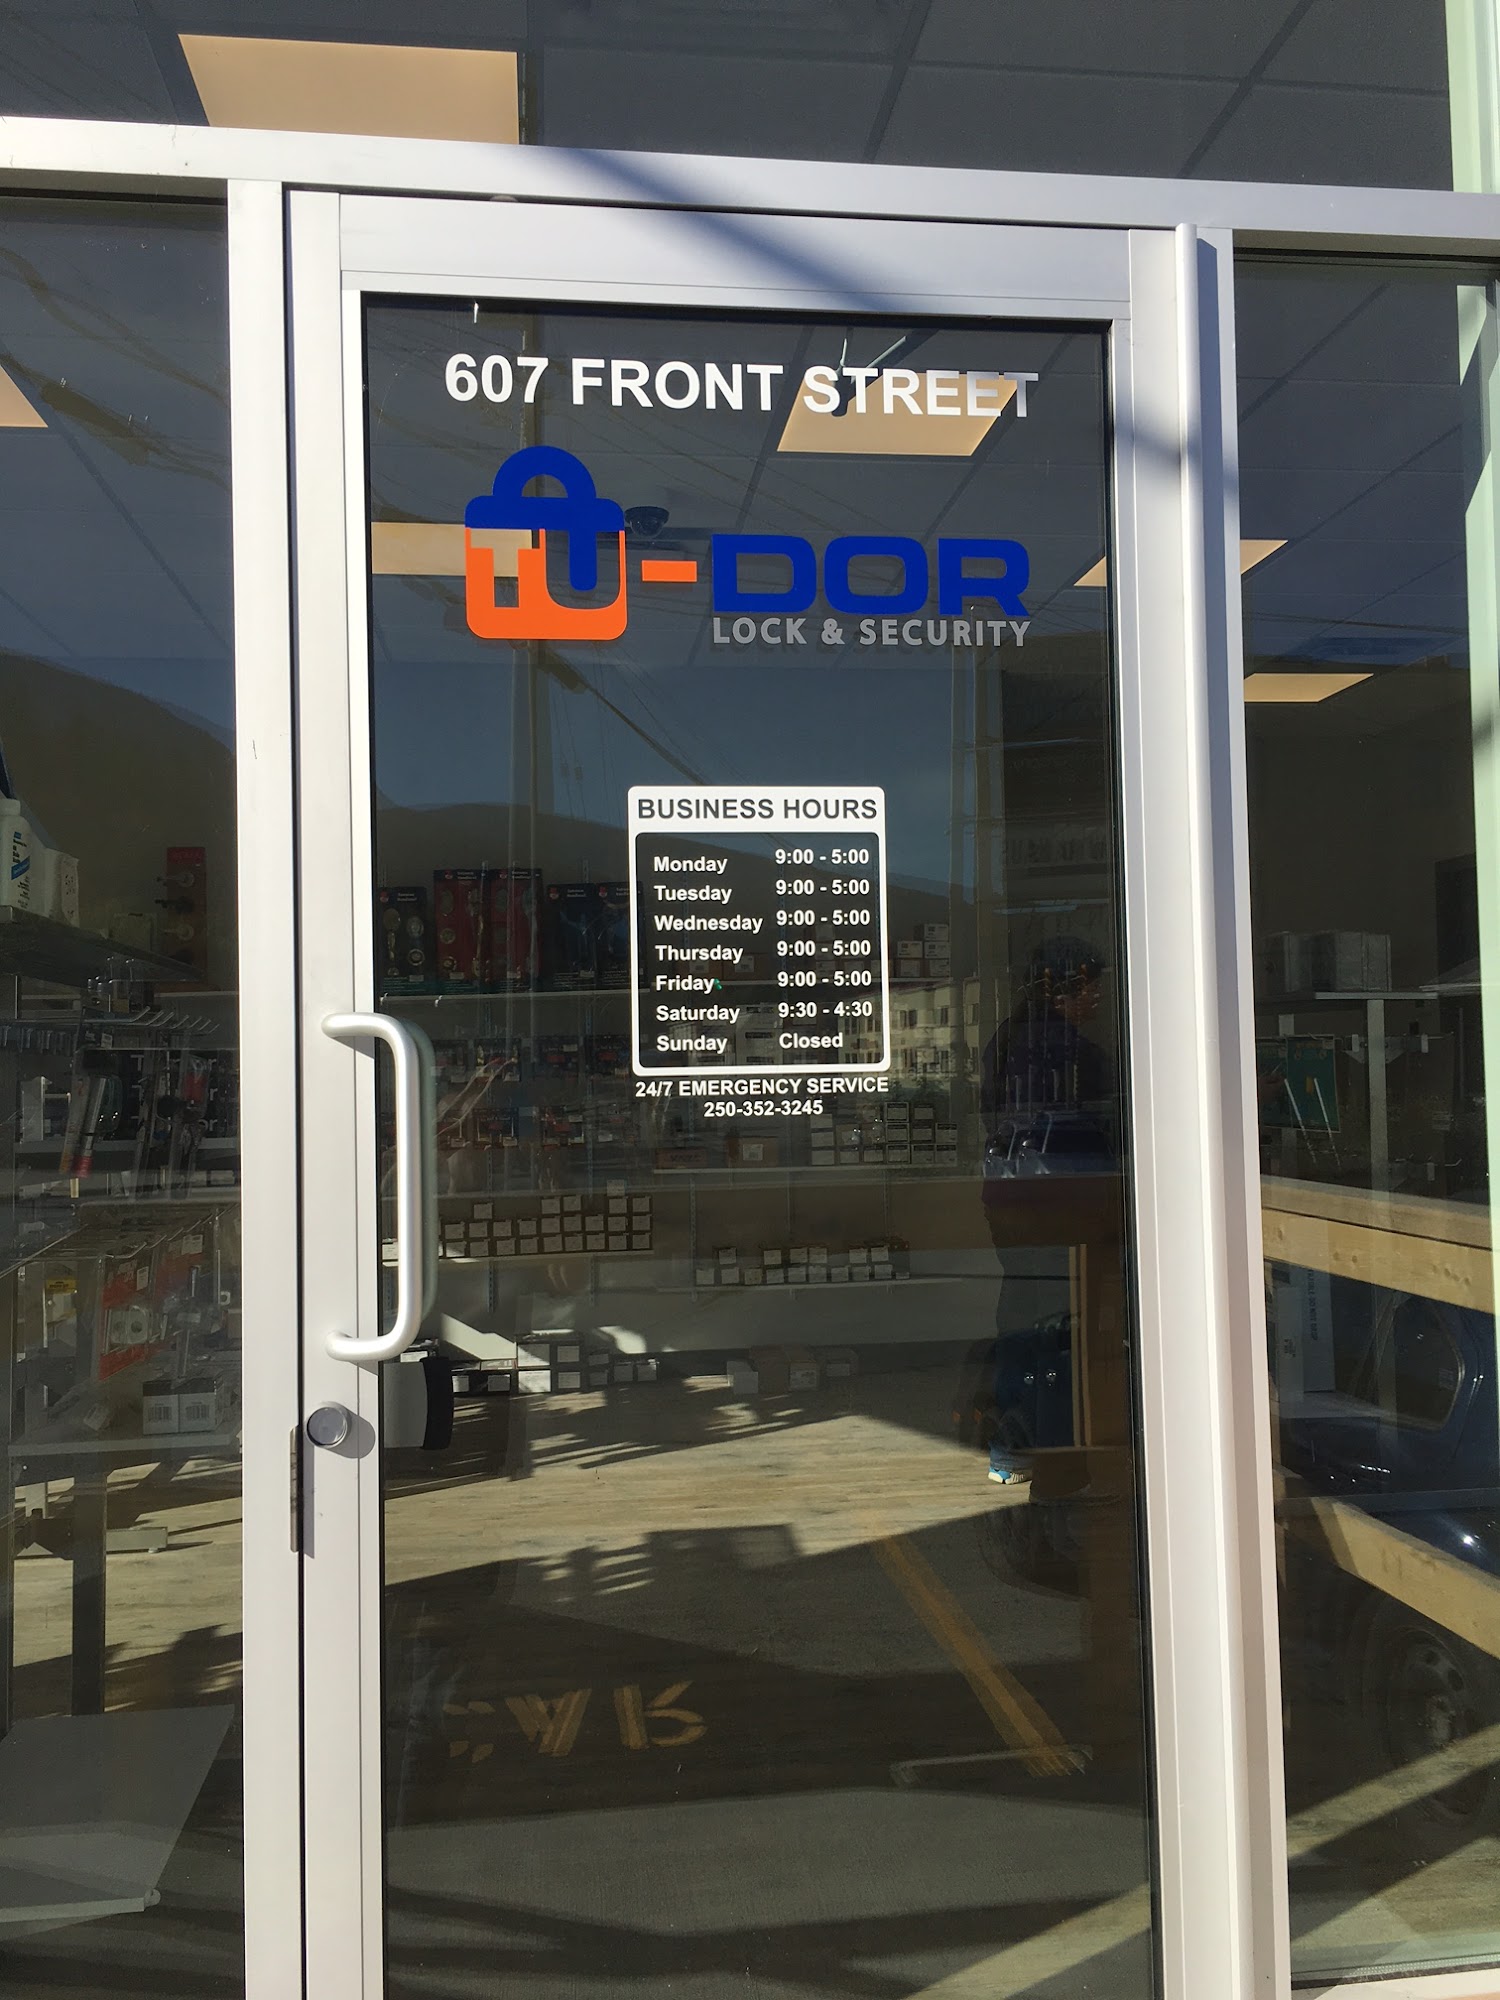 607 FRONT STREET
TU-DOR
LOCK & SECURITY
BUSINESS HOURS
Monday 9:00 - 5:00
Tuesday 9:00 - 5:00
Wednesday 9:00 - 5:00
Thursday 9:00 - 5:00
Friday 9:00 - 5:00
Saturday 9:30 - 4:30
Sunday Closed
24/7 EMERGENCY SERVICE
250-352-3245